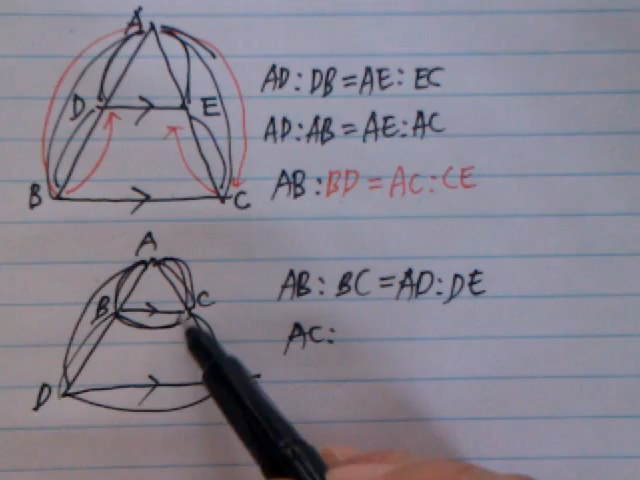 A
D E
B C
AD:DB=AE:EC
AD:AB=AE:AC
AB:BD=AC:CE
A
B C
D
AB:BC=AD:DE
AC: